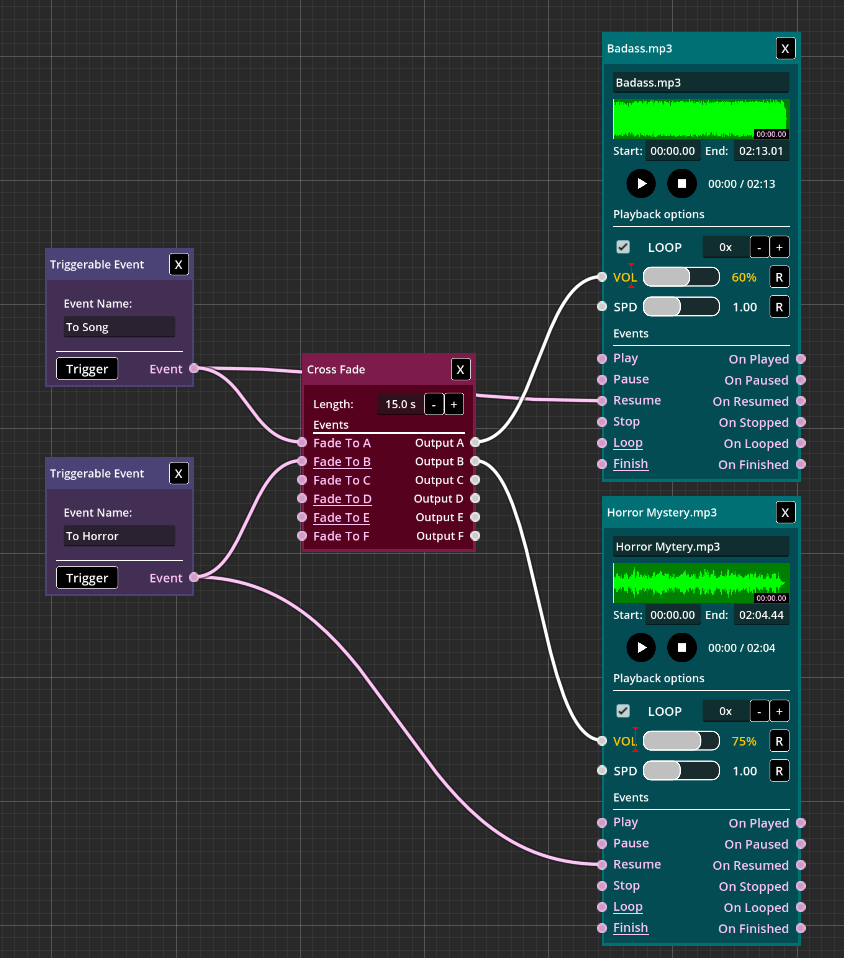 Triggerable Event X
Event Name:
To Song
Trigger Event
Triggerable Event X
Event Name:
To Horror
Trigger Event
Cross Fade X
Length: 15.0 s - +
Events
Fade To A Output A
Fade To B Output B
Fade To C Output C
Fade To D Output D
Fade To E Output E
Fade To F Output F
Badass.mp3 X
Badass.mp3
00:00.00
Start: 00:00.00 End: 02:13.01
00:00 / 02:13
Playback options
LOOP 0x - +
VOL 60% R
SPD 1.00 R
Events
Play On Played
Pause On Paused
Resume On Resumed
Stop On Stopped
Loop On Looped
Finish On Finished
Horror Mystery.mp3 X
Horror Mytery.mp3
00:00.00
Start: 00:00.00 End: 02:04.44
00:00 / 02:04
Playback options
LOOP 0x - +
VOL 75% R
SPD 1.00 R
Events
Play On Played
Pause On Paused
Resume On Resumed
Stop On Stopped
Loop On Looped
Finish On Finished